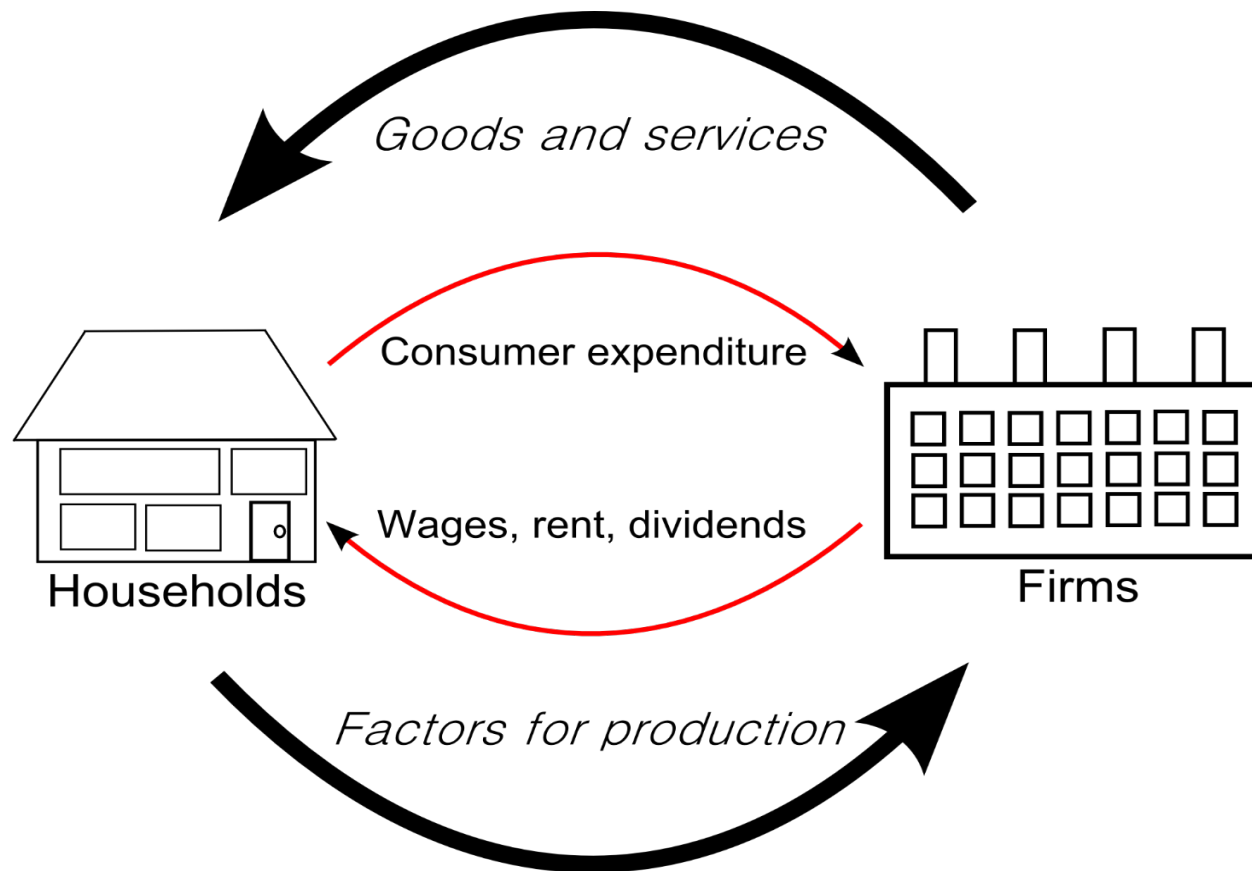 Goods and services
Consumer expenditure
Wages, rent, dividends
Households
Firms
Factors for production